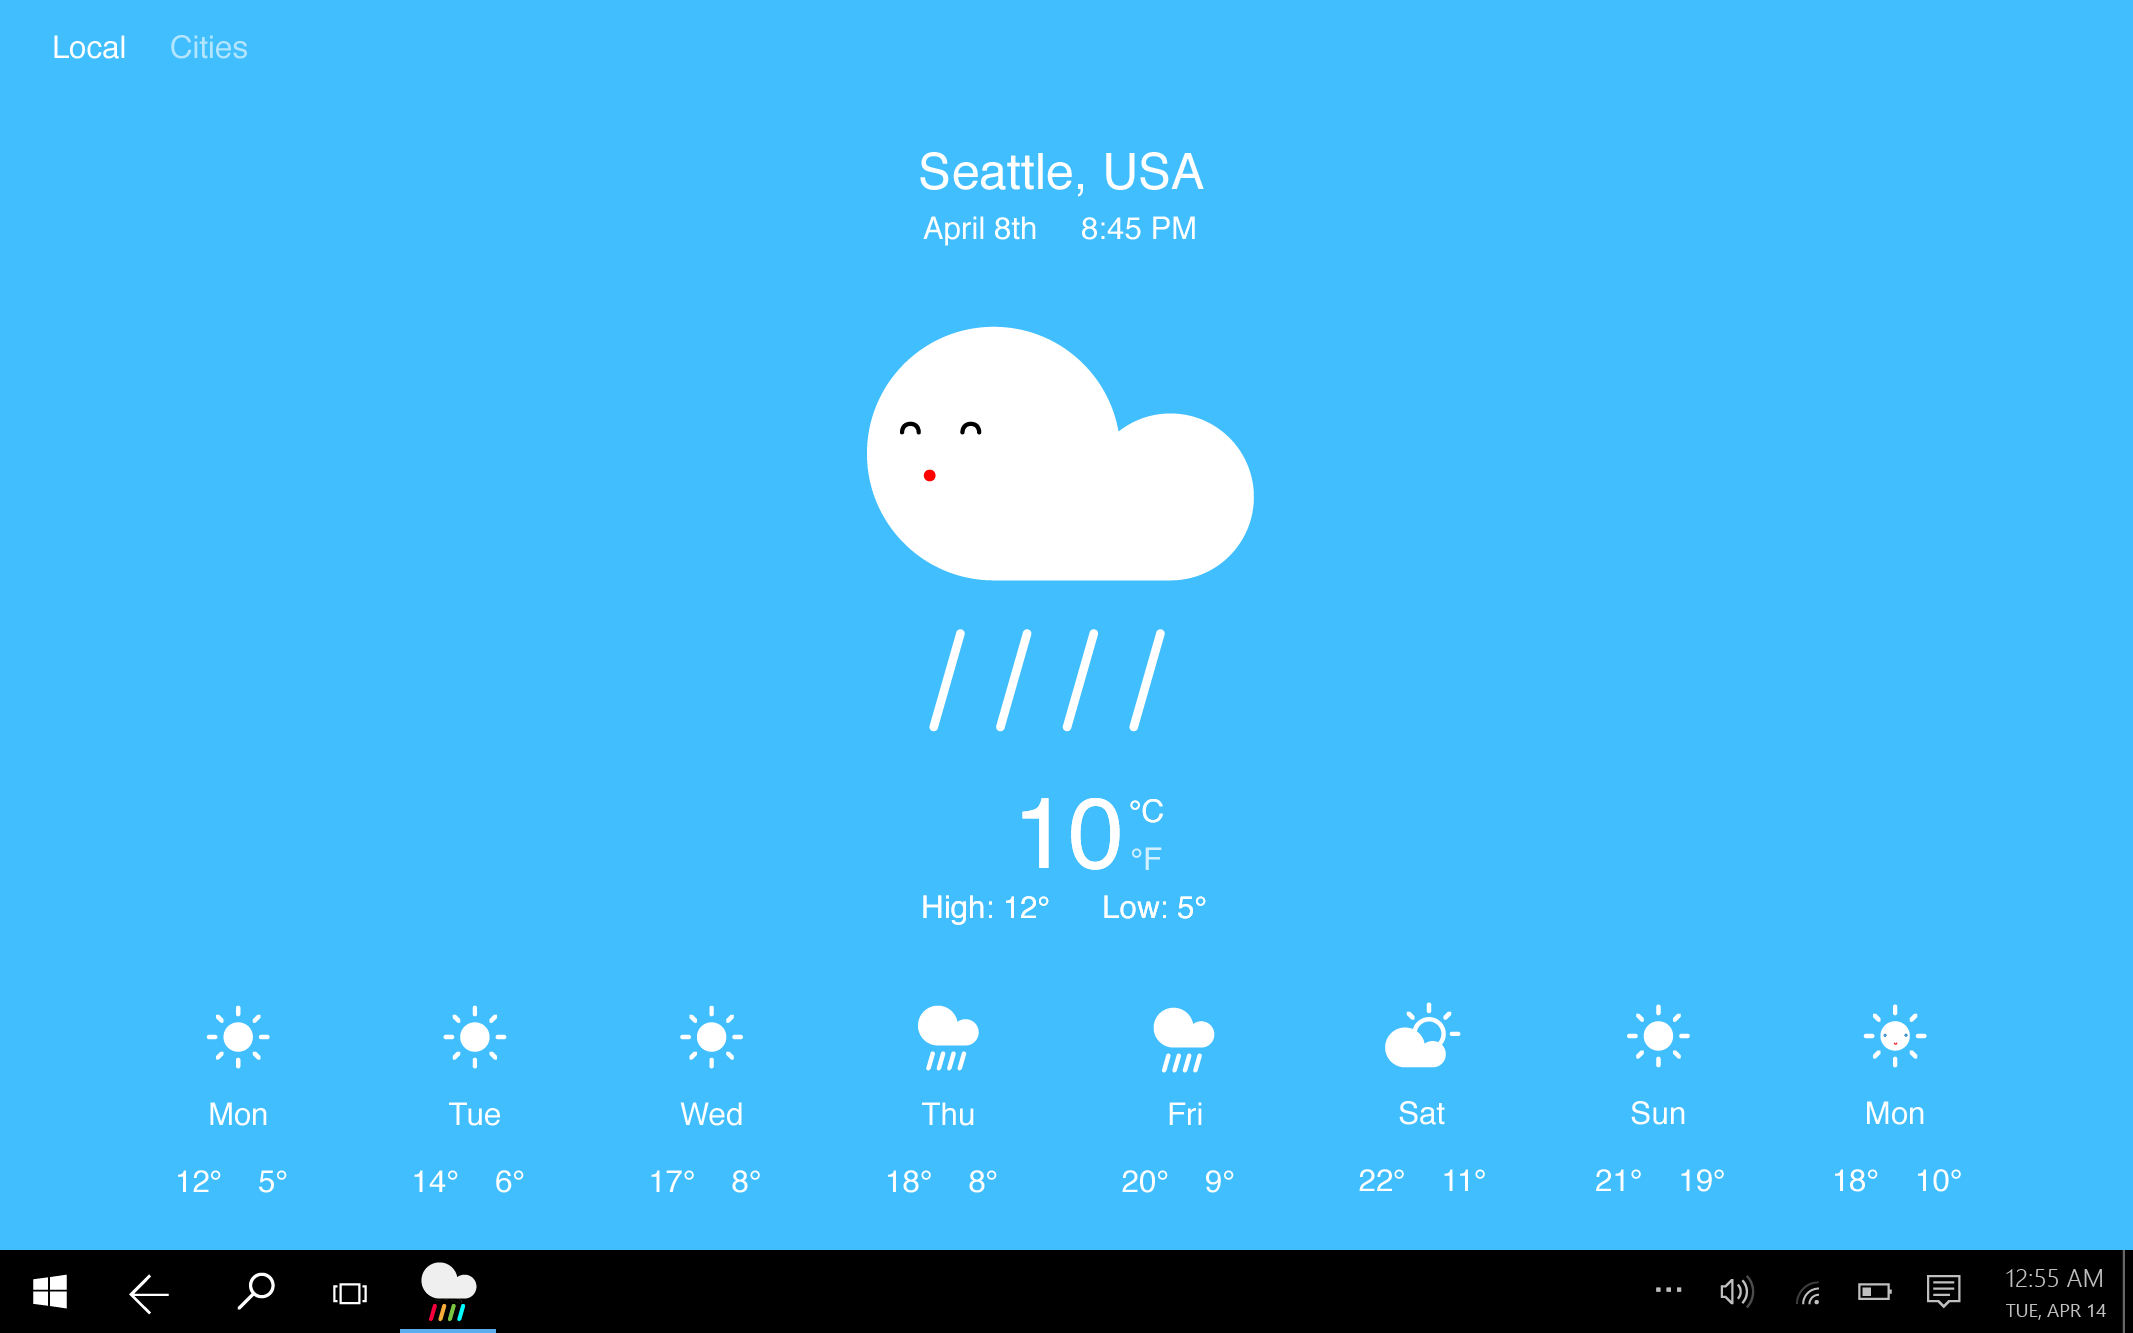 Local Cities
Seattle, USA
April 8th 8:45 PM
10 °C
°F
High: 12° Low: 5°
Mon Tue Wed Thu Fri Sat Sun Mon
12° 5° 14° 6° 17° 8° 18° 8° 20° 9° 22° 11° 21° 19° 18° 10°
12:55 AM
TUE, APR 14